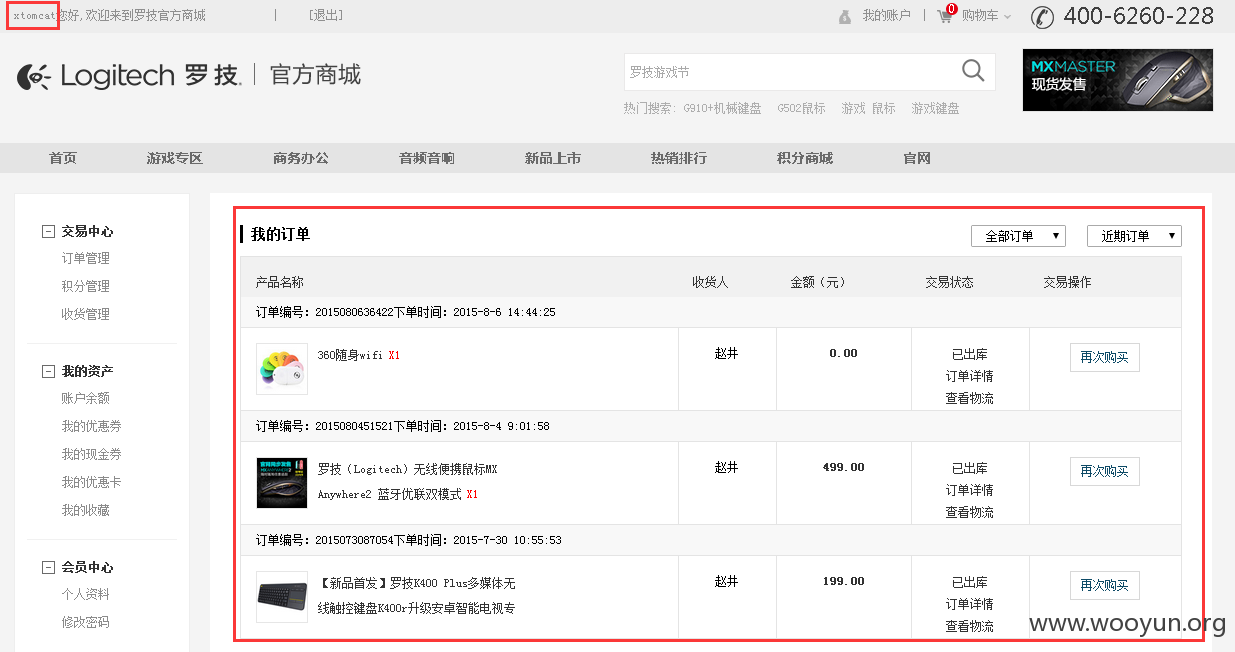 xtomcat您好,欢迎来到罗技官方商城 | [退出]
我的账户 | 0 购物车 400-6260-228
Logitech 罗技. | 官方商城
罗技游戏节
热门搜索: G910+机械键盘 G502鼠标 游戏 鼠标 游戏键盘
MXMASTER
现货发售
首页 游戏专区 商务办公 音频音响 新品上市 热销排行 积分商城 官网
交易中心
订单管理
积分管理
收货管理
我的资产
账户余额
我的优惠券
我的现金券
我的优惠卡
我的收藏
会员中心
个人资料
修改密码
我的订单 全部订单 近期订单
产品名称 收货人 金额（元） 交易状态 交易操作
订单编号：2015080636422下单时间：2015-8-6 14:44:25
360随身wifi X1 赵井 0.00 已出库 再次购买
订单详情
查看物流
订单编号：2015080451521下单时间：2015-8-4 9:01:58
罗技（Logitech）无线便携鼠标MX 赵井 499.00 已出库 再次购买
Anywhere2 蓝牙优联双模式 X1 订单详情
查看物流
订单编号：2015073087054下单时间：2015-7-30 10:55:53
【新品首发】罗技K400 Plus多媒体无 赵井 199.00 已出库 再次购买
线触控键盘K400r升级安卓智能电视专 订单详情
查看物流
www.wooyun.org